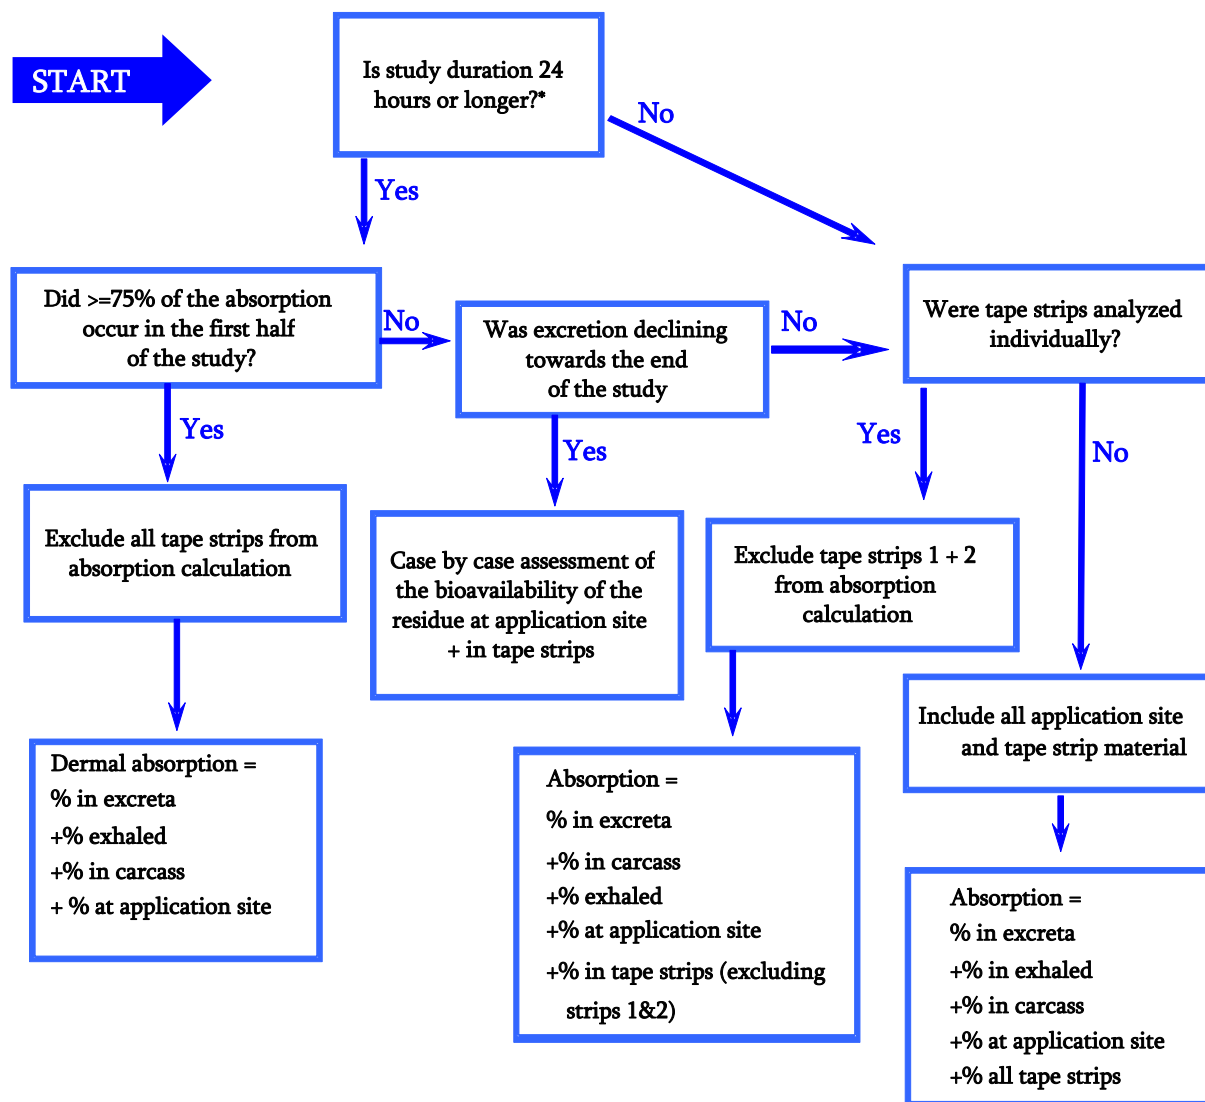 START
Is study duration 24
hours or longer?*
No
Yes
Did >=75% of the absorption
occur in the first half
of the study?
No
Was excretion declining
towards the end
of the study
No
Were tape strips analyzed
individually?
Yes
Yes
Yes
No
Exclude all tape strips from
absorption calculation
Case by case assessment of
the bioavailability of the
residue at application site
+ in tape strips
Exclude tape strips 1 + 2
from absorption
calculation
Include all application site
and tape strip material
Dermal absorption =
% in excreta
+% exhaled
+% in carcass
+ % at application site
Absorption =
% in excreta
+% in carcass
+% exhaled
+% at application site
+% in tape strips (excluding
strips 1&2)
Absorption =
% in excreta
+% in exhaled
+% in carcass
+% at application site
+% all tape strips